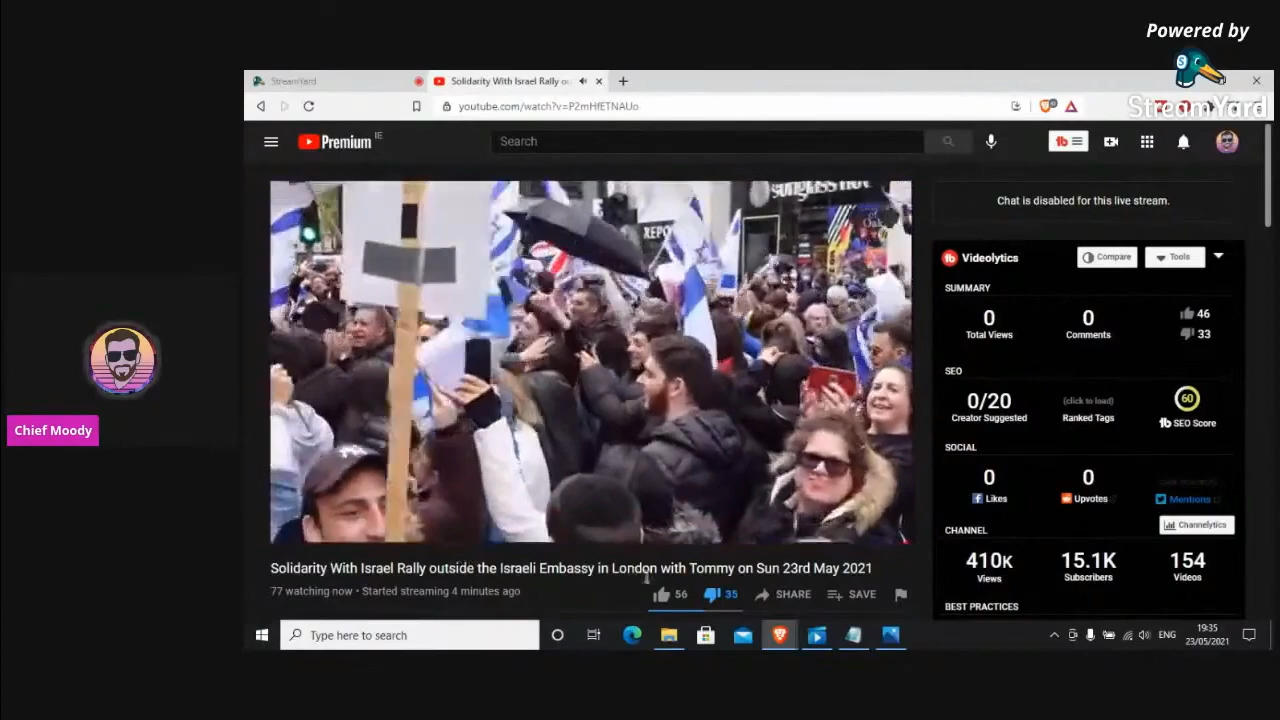 Powered by
StreamYard
StreamYard
Solidarity With Israel Rally ou
youtube.com/watch?v=P2mHfETNAUo
Premium IE
Search
REPO
Chat is disabled for this live stream.
Videolytics
Compare
Tools
SUMMARY
0
Total Views
0
Comments
46
33
SEO
0/20
Creator Suggested
(click to load)
Ranked Tags
60
SEO Score
SOCIAL
0
Likes
0
Upvotes
Mentions
Channelytics
CHANNEL
410K
Views
15.1K
Subscribers
154
Videos
BEST PRACTICES
Chief Moody
Solidarity With Israel Rally outside the Israeli Embassy in London with Tommy on Sun 23rd May 2021
77 watching now • Started streaming 4 minutes ago
56
35
SHARE
SAVE
Type here to search
ENG
19:35
23/05/2021